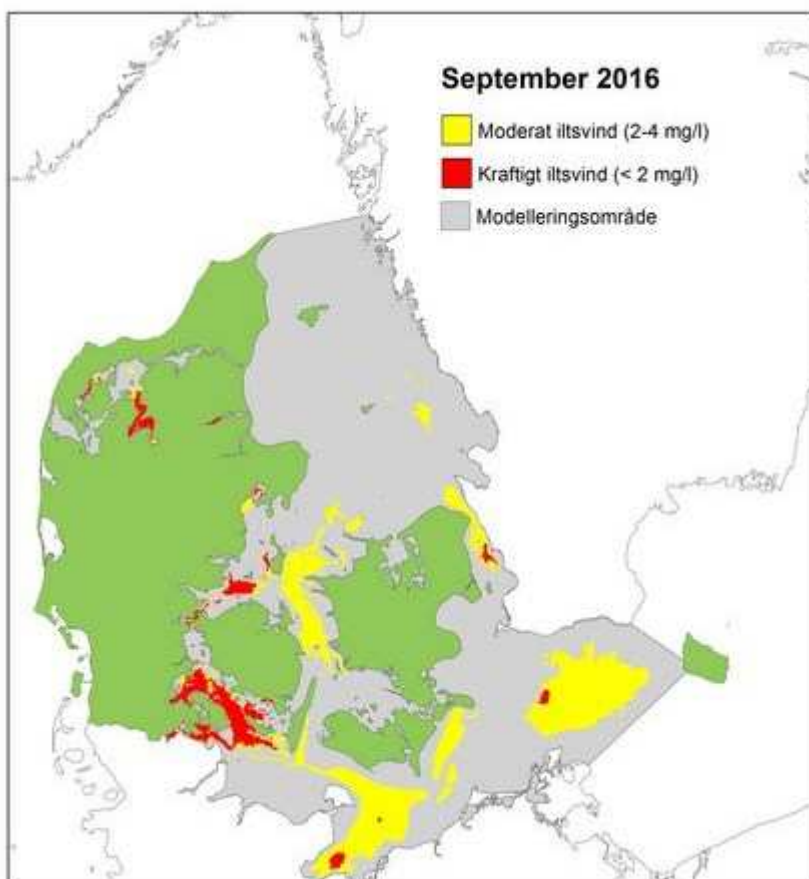 September 2016
Moderat iltsvind (2-4 mg/l)
Kraftigt iltsvind (< 2 mg/l)
Modelleringsområde